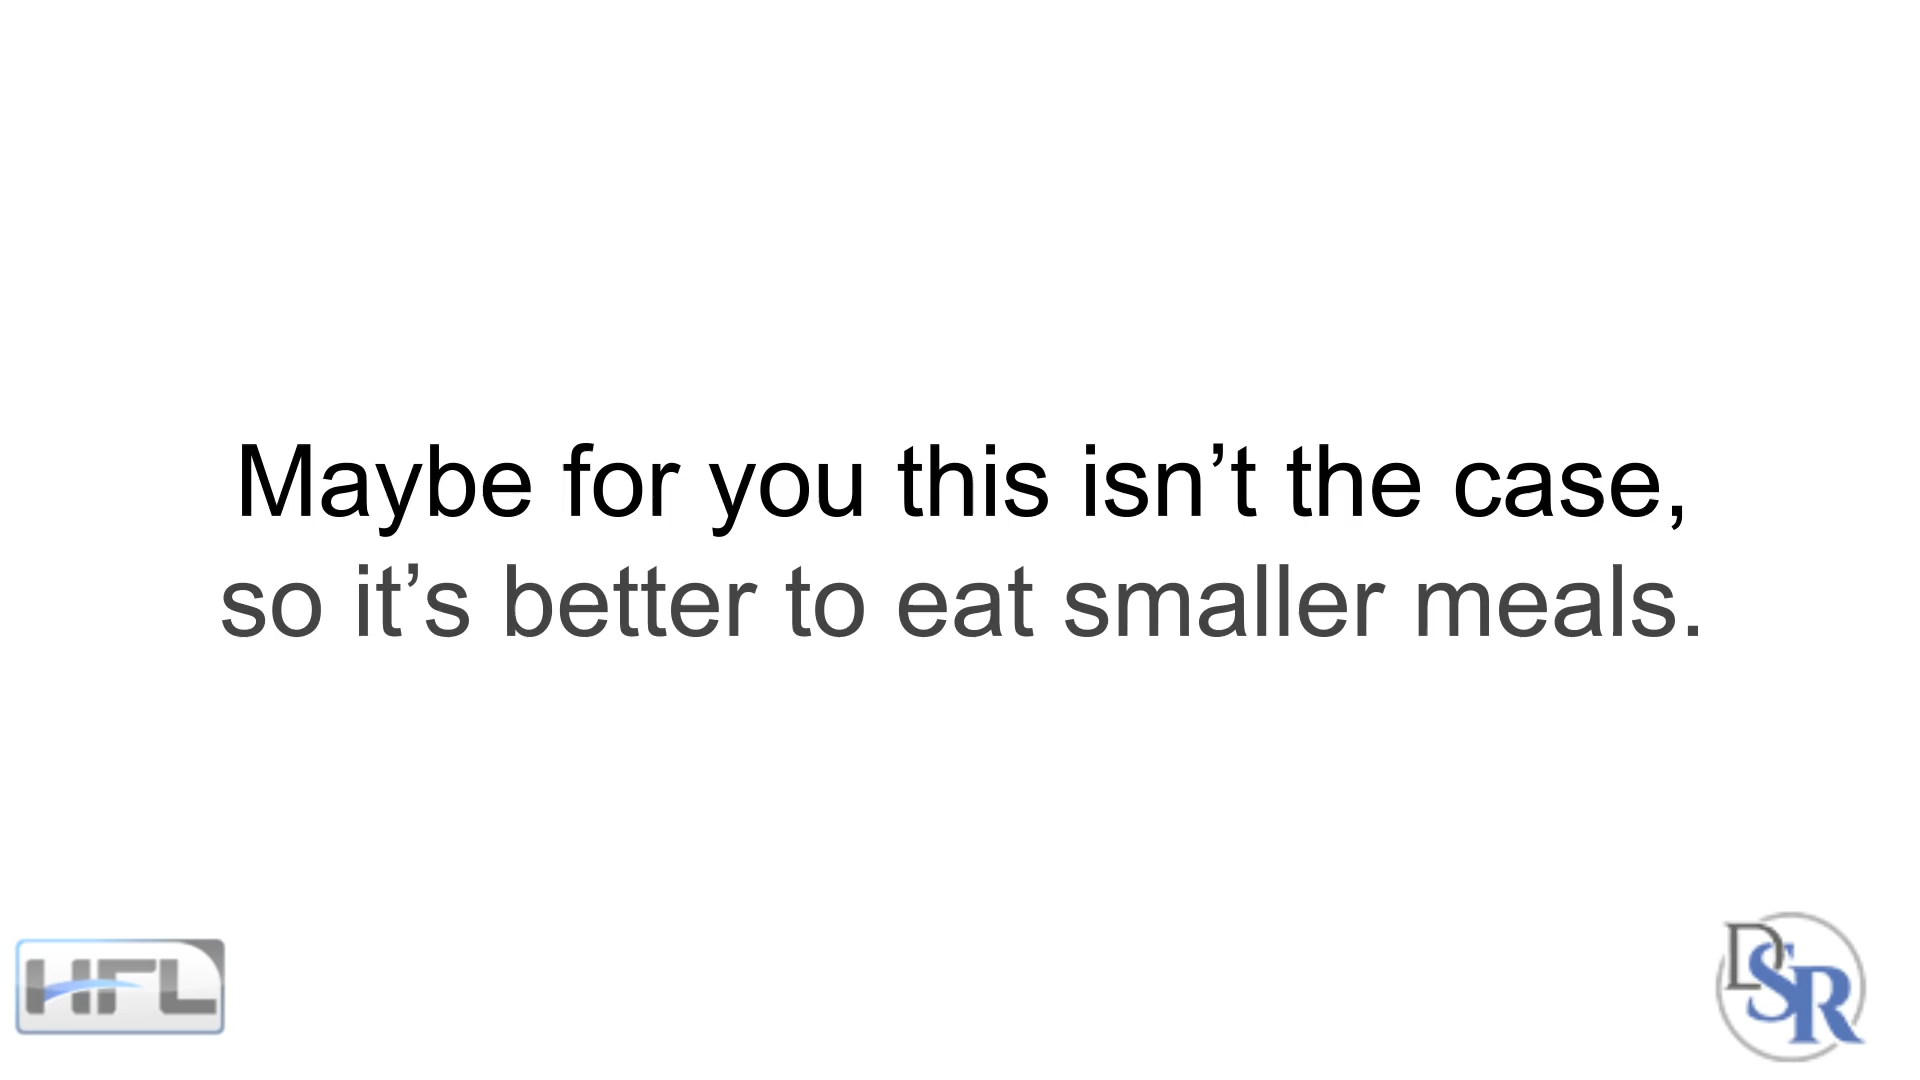 Maybe for you this isn’t the case,
so it’s better to eat smaller meals.
HFL
DSR